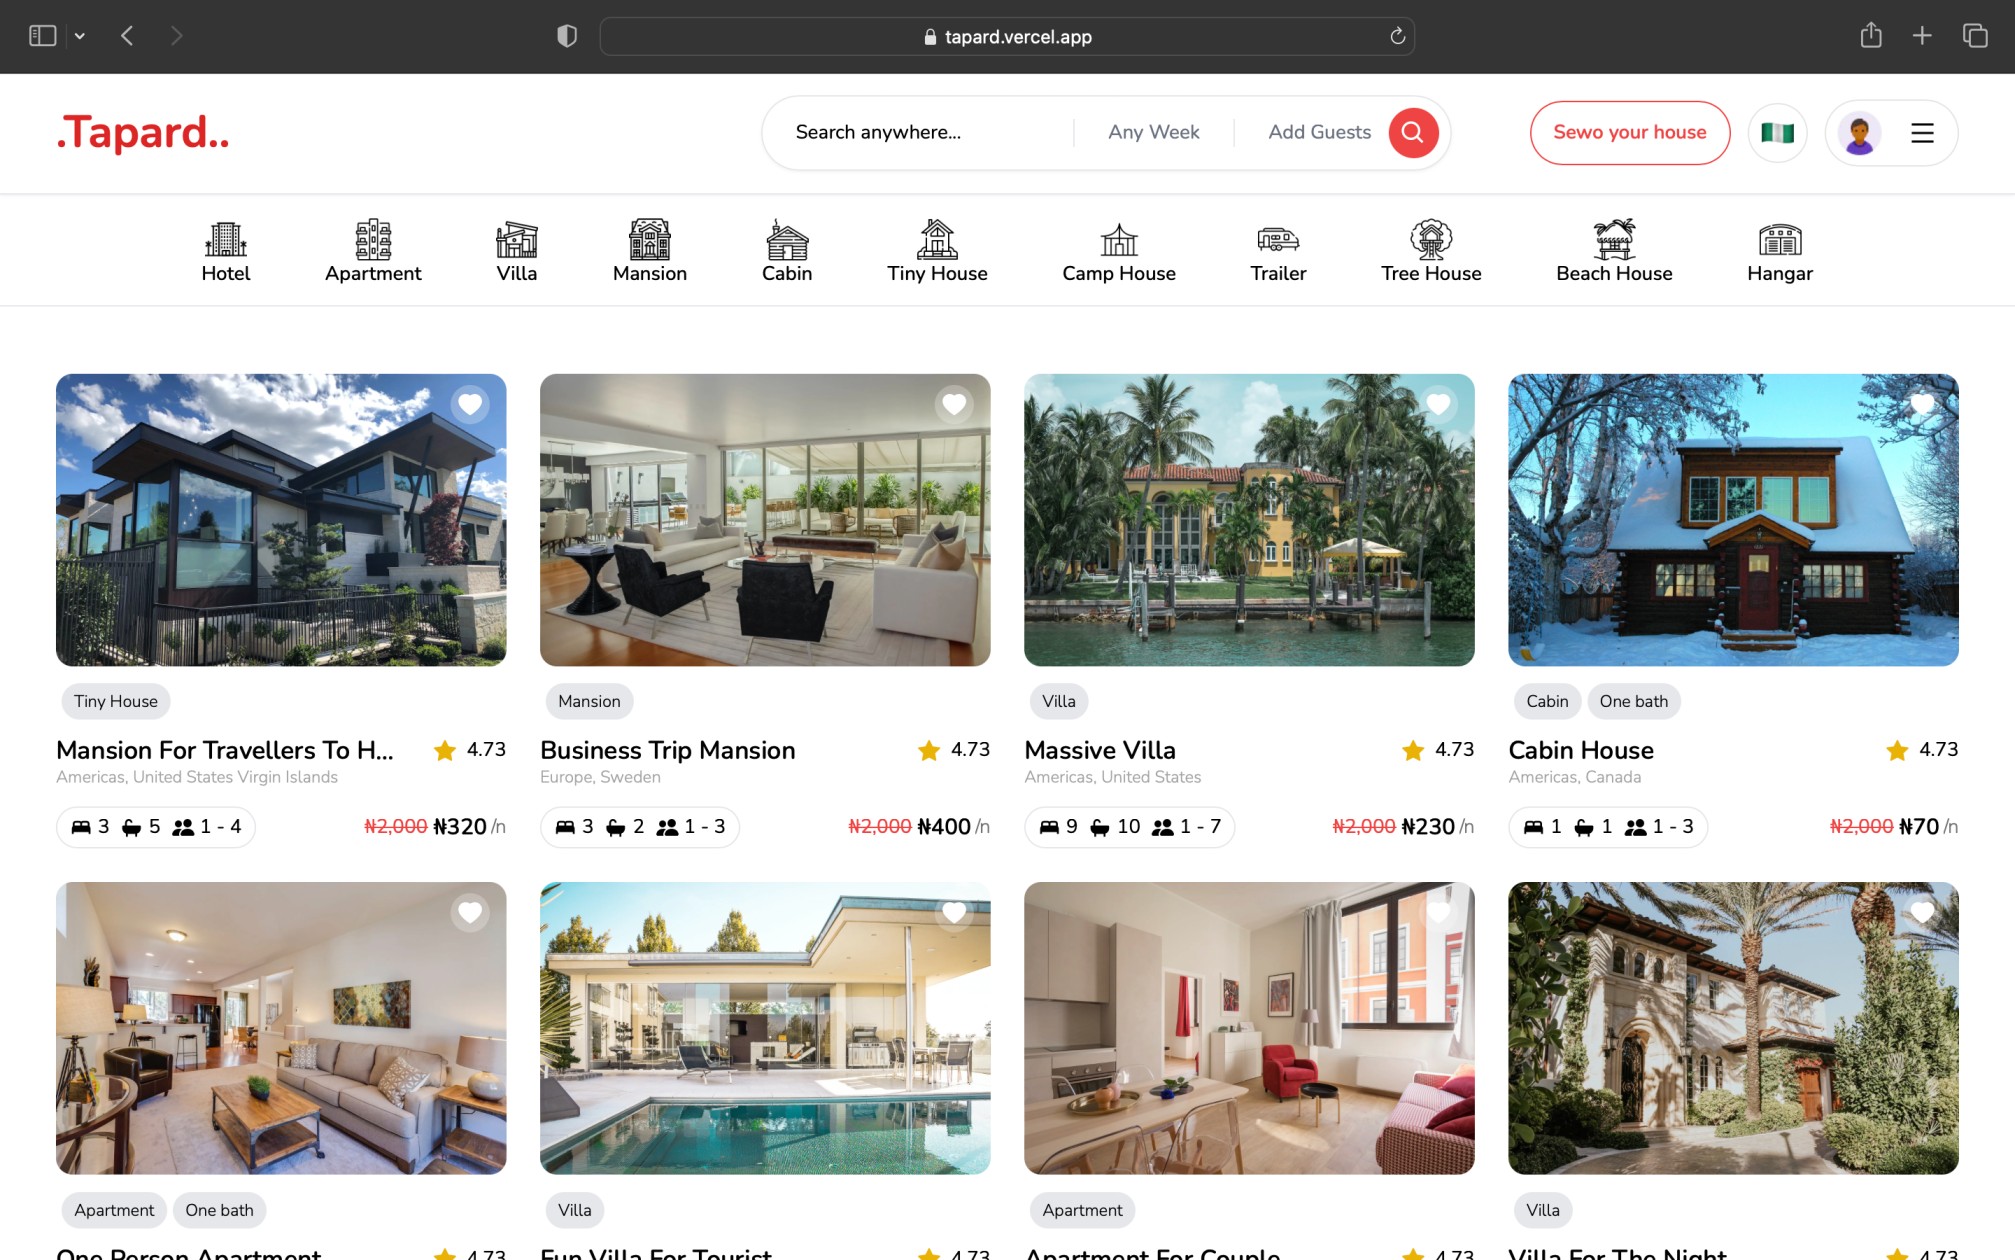 tapard.vercel.app
.Tapard..
Search anywhere... Any Week Add Guests
Sewo your house
Hotel Apartment Villa Mansion Cabin Tiny House Camp House Trailer Tree House Beach House Hangar
Tiny House
Mansion For Travellers To H... 4.73
Americas, United States Virgin Islands
3 5 1 - 4 ₦2,000 ₦320 /n
Mansion
Business Trip Mansion 4.73
Europe, Sweden
3 2 1 - 3 ₦2,000 ₦400 /n
Villa
Massive Villa 4.73
Americas, United States
9 10 1 - 7 ₦2,000 ₦230 /n
Cabin One bath
Cabin House 4.73
Americas, Canada
1 1 1 - 3 ₦2,000 ₦70 /n
Apartment One bath
One Person Apartment 4.73
Villa
Fun Villa For Tourist 4.73
Apartment
Apartment For Couple 4.73
Villa
Villa For The Night 4.73